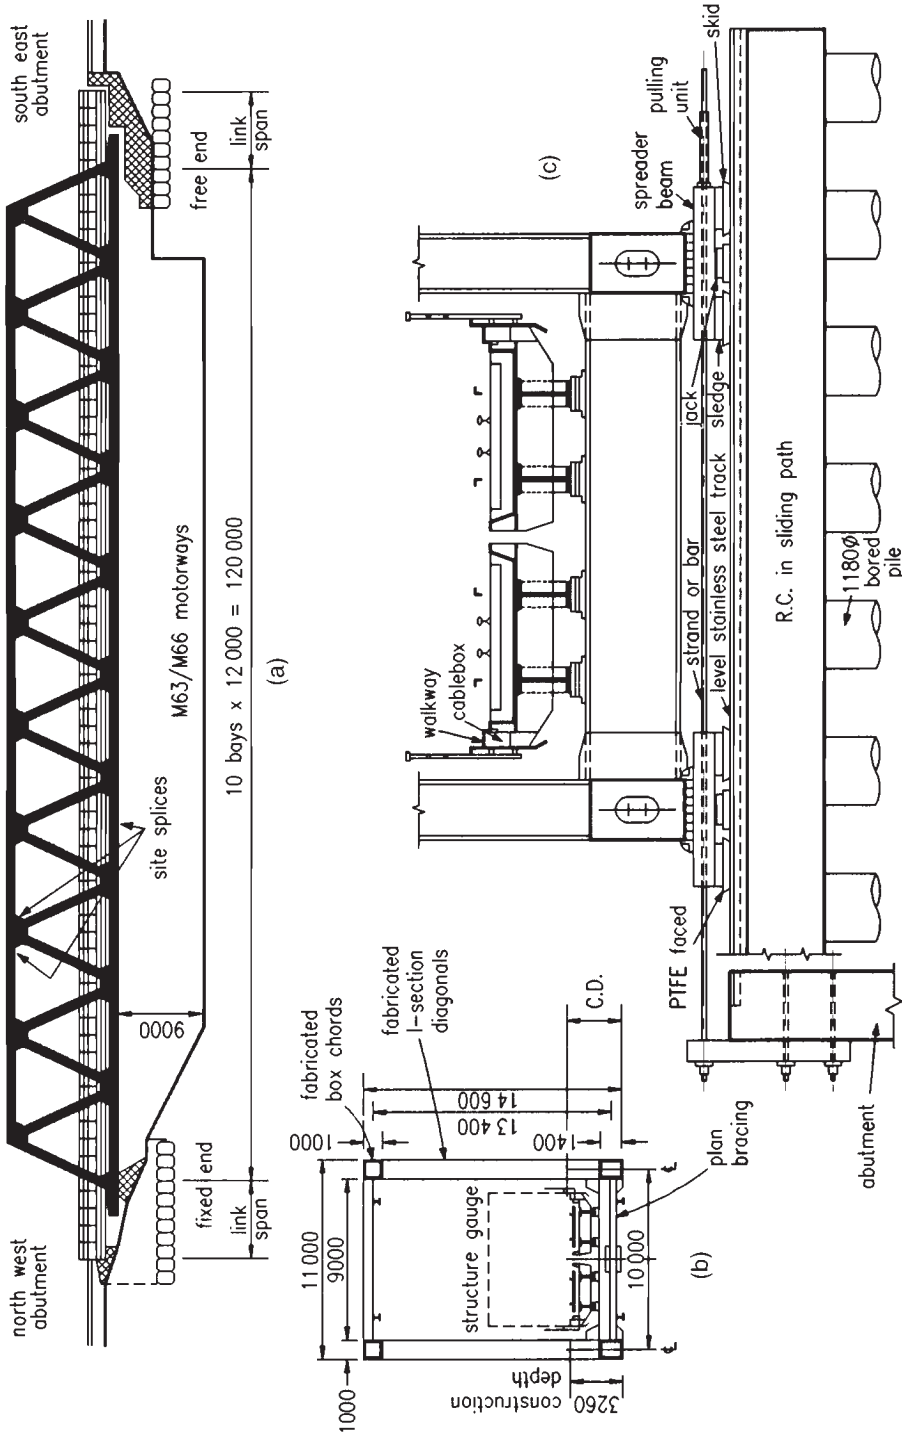 north west
abutment
south east
abutment
site splices
M63/M66 motorways
9000
fixed end
free end
link
span
link
span
10 bays x 12 000 = 120 000
(a)
1000
11 000
9000
1000
fabricated
box chords
fabricated
I-section
diagonals
14 600
13 400
structure gauge
C.D.
1400
3260 construction
depth
10 000
plan
bracing
(b)
(c)
walkway
cablebox
spreader
beam
pulling
unit
skid
strand or bar
jack
level stainless steel track
sledge
PTFE faced
R.C. in sliding path
11800
bored
pile
abutment